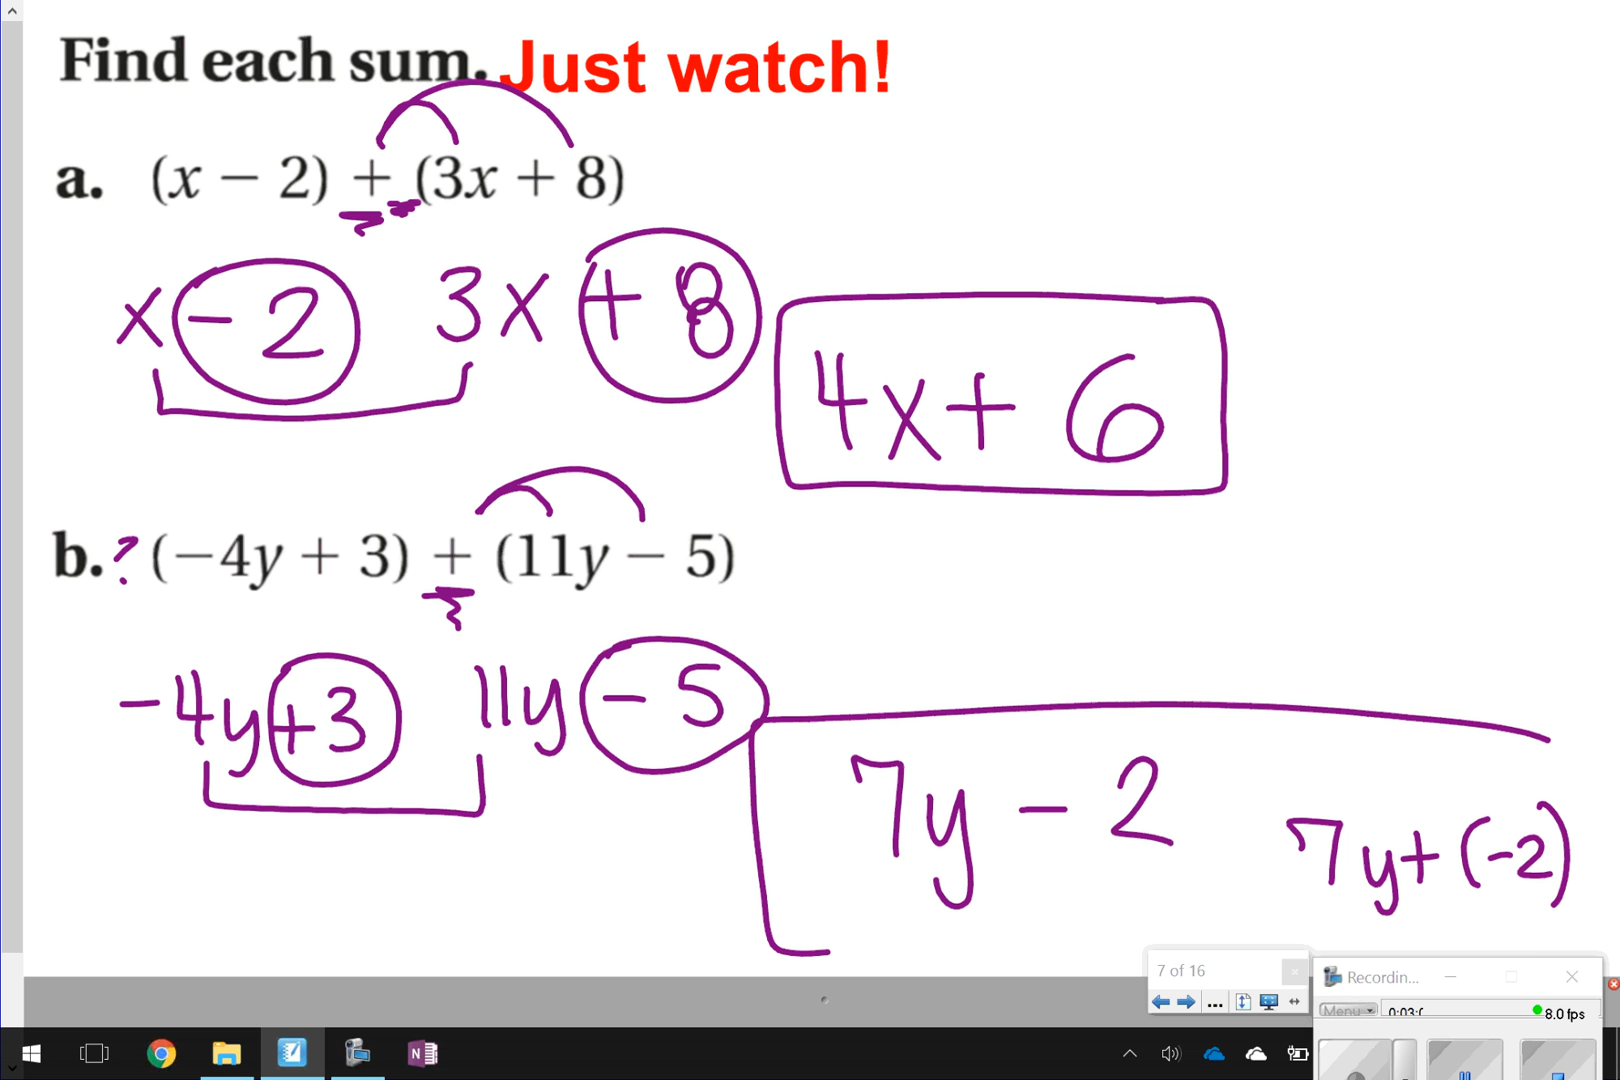 Find each sum. Just watch!
a. (x − 2) + (3x + 8)
x − 2 3x + 8
4x + 6
b. ? (−4y + 3) + (11y − 5)
−4y + 3 11y − 5
7y − 2
7y + (−2)
7 of 16
Recordin...
Menu
8.0 fps